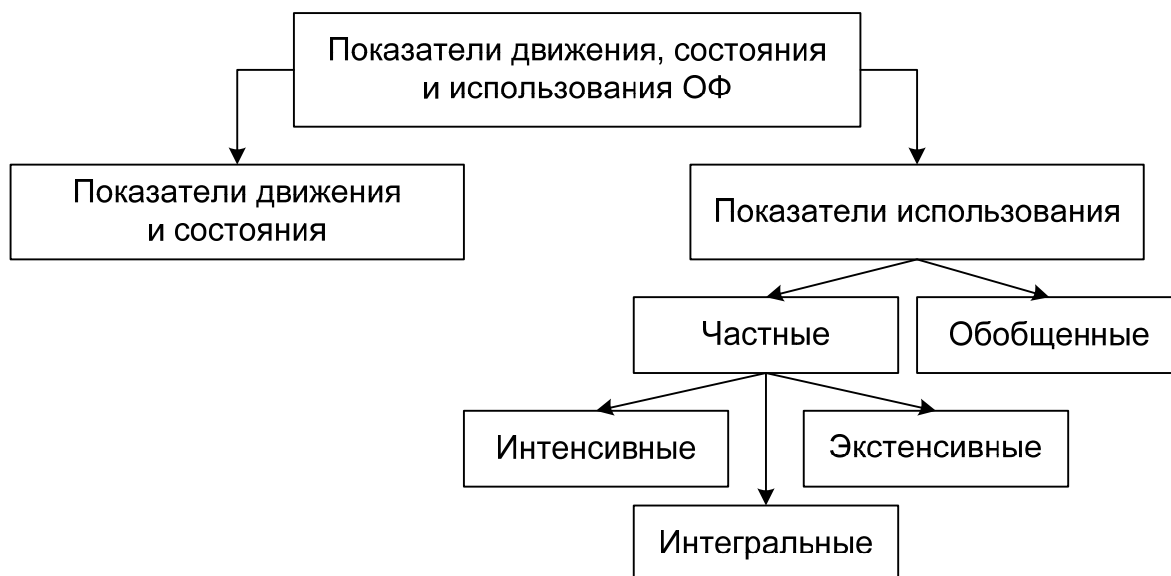 Показатели движения, состояния
и использования ОФ
Показатели движения
и состояния
Показатели использования
Частные
Обобщенные
Интенсивные
Экстенсивные
Интегральные